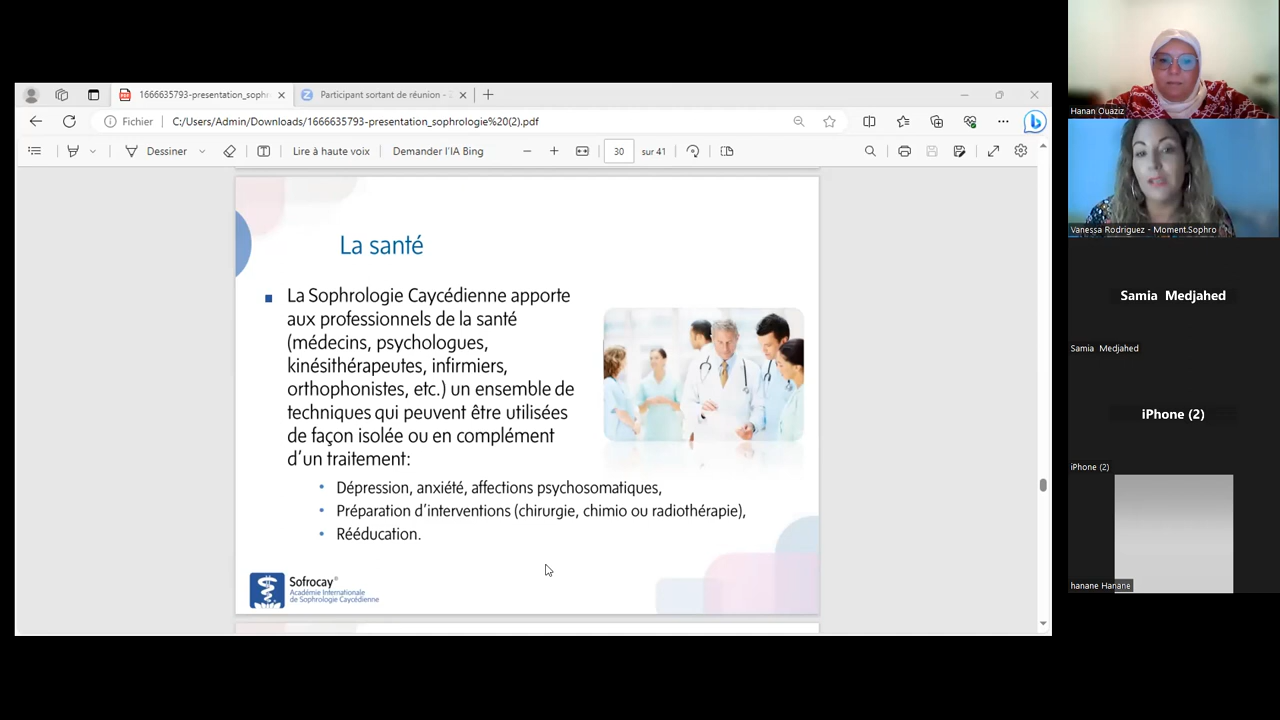 1666635793-presentation_sophr
Participant sortant de réunion -
Fichier
C:/Users/Admin/Downloads/1666635793-presentation_sophrologie%20(2).pdf
Dessiner
Lire à haute voix
Demander l'IA Bing
30
sur 41
La santé
La Sophrologie Caycédienne apporte
aux professionnels de la santé
(médecins, psychologues,
kinésithérapeutes, infirmiers,
orthophonistes, etc.) un ensemble de
techniques qui peuvent être utilisées
de façon isolée ou en complément
d'un traitement:
• Dépression, anxiété, affections psychosomatiques,
• Préparation d'interventions (chirurgie, chimio ou radiothérapie),
• Rééducation.
Sofrocay®
Académie Internationale
de Sophrologie Caycédienne
Hanan Ouaziz
Vanessa Rodriguez - Moment.Sophro
Samia Medjahed
Samia Medjahed
iPhone (2)
iPhone (2)
hanane Hanane